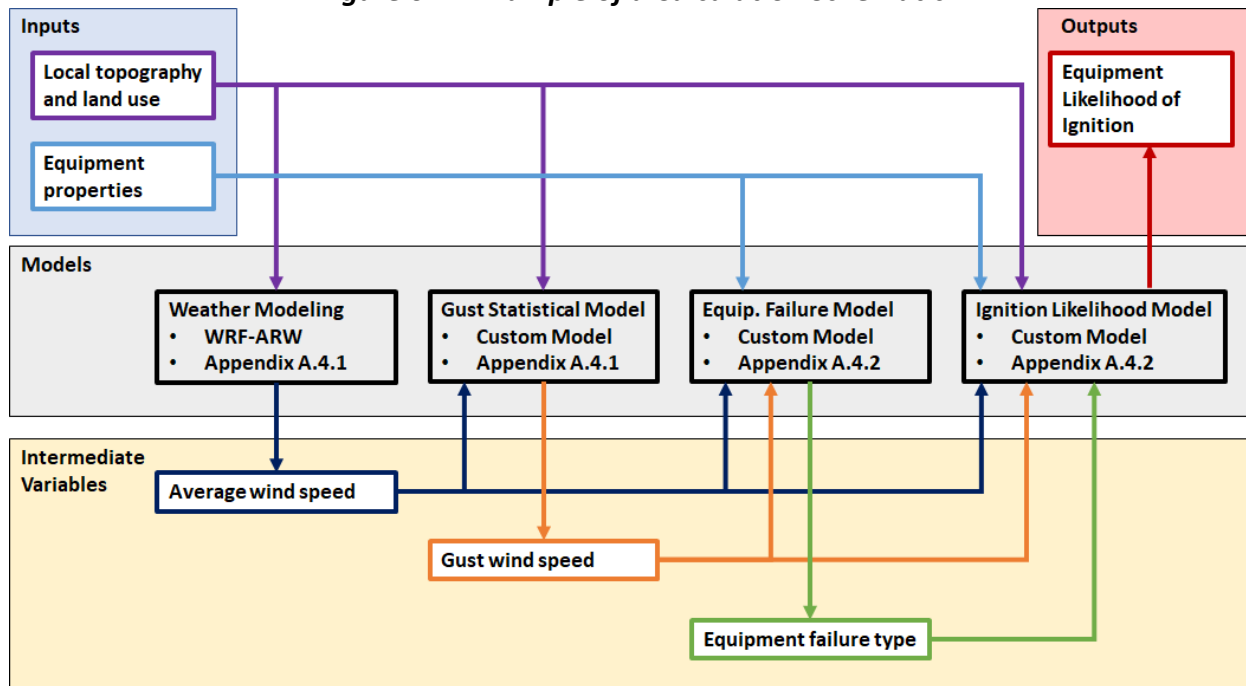 Inputs
Local topography
and land use
Equipment
properties
Outputs
Equipment
Likelihood of
Ignition
Models
Weather Modeling
• WRF-ARW
• Appendix A.4.1
Gust Statistical Model
• Custom Model
• Appendix A.4.1
Equip. Failure Model
• Custom Model
• Appendix A.4.2
Ignition Likelihood Model
• Custom Model
• Appendix A.4.2
Intermediate
Variables
Average wind speed
Gust wind speed
Equipment failure type